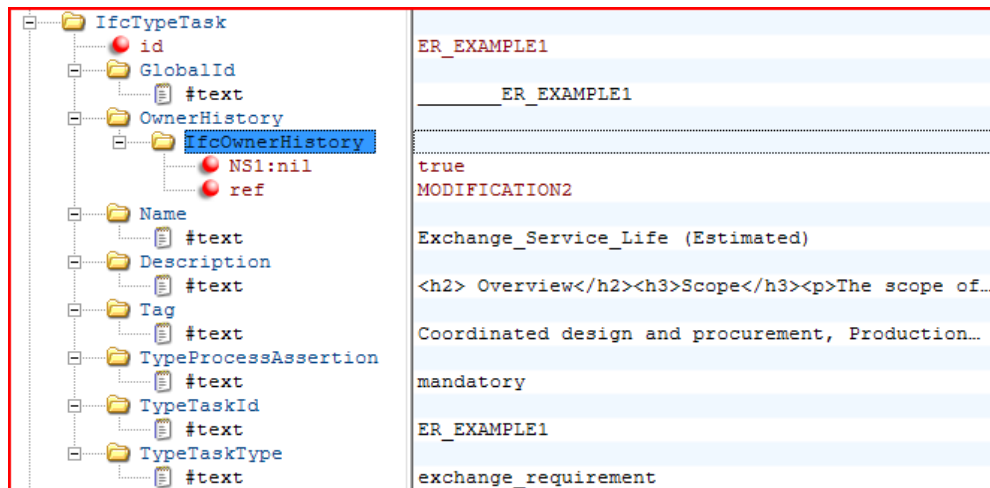 IfcTypeTask
id ER_EXAMPLE1
GlobalId
#text _______ER_EXAMPLE1
OwnerHistory
IfcOwnerHistory
NS1:nil true
ref MODIFICATION2
Name
#text Exchange_Service_Life (Estimated)
Description
#text <h2> Overview</h2><h3>Scope</h3><p>The scope of…
Tag
#text Coordinated design and procurement, Production…
TypeProcessAssertion
#text mandatory
TypeTaskId
#text ER_EXAMPLE1
TypeTaskType
#text exchange_requirement